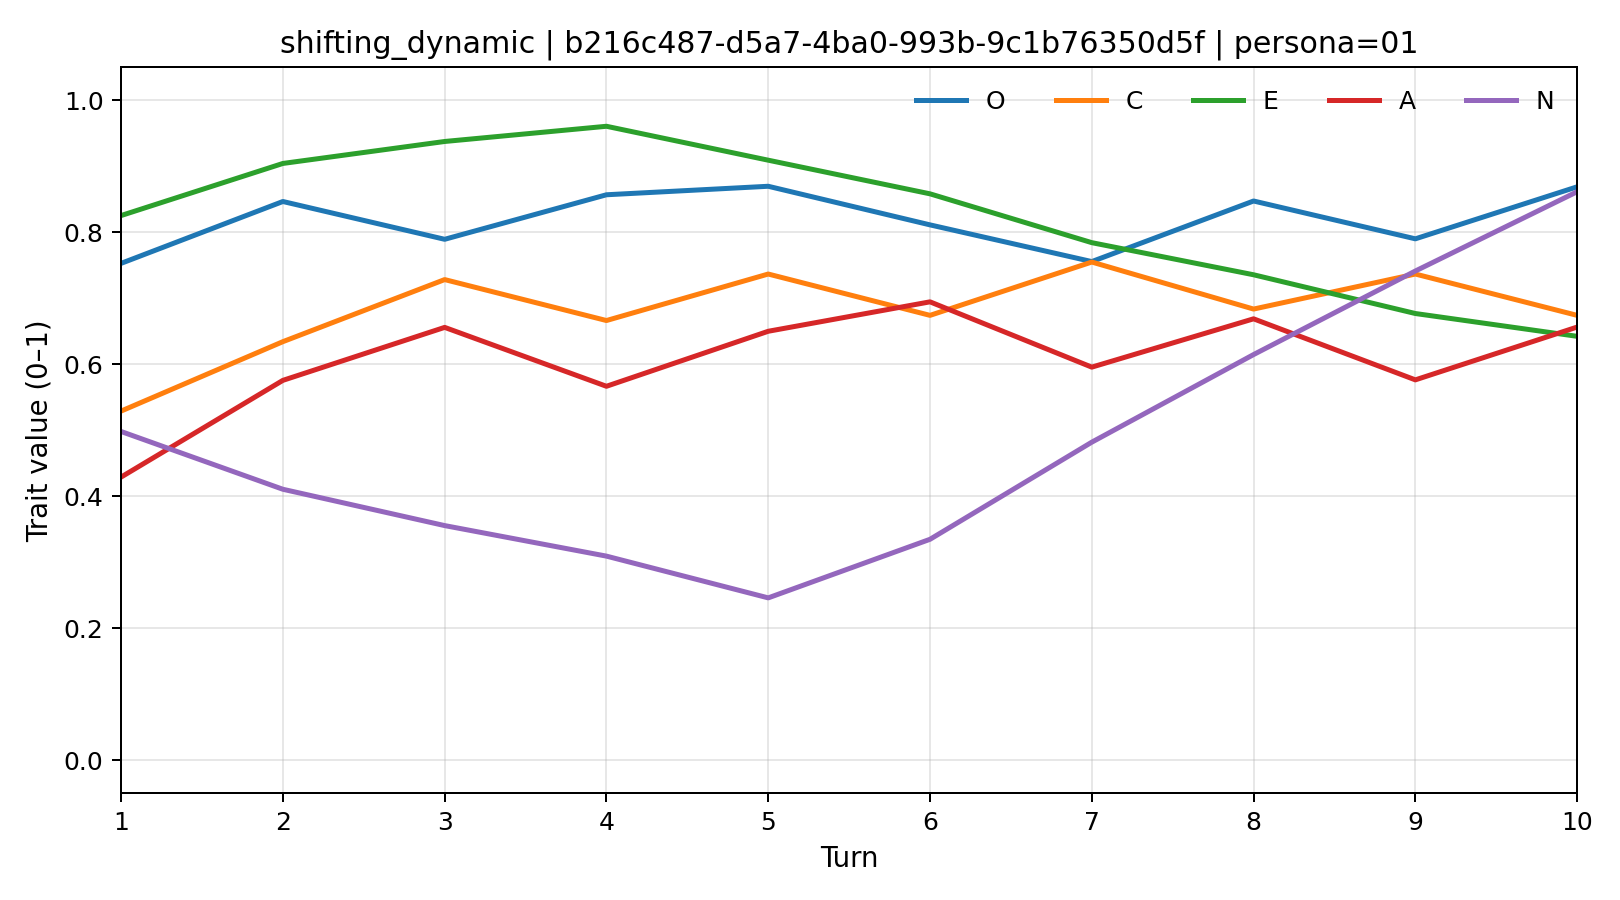 shifting_dynamic | b216c487-d5a7-4ba0-993b-9c1b76350d5f | persona=01
O C E A N
Trait value (0–1)
1.0
0.8
0.6
0.4
0.2
0.0
1 2 3 4 5 6 7 8 9 10
Turn